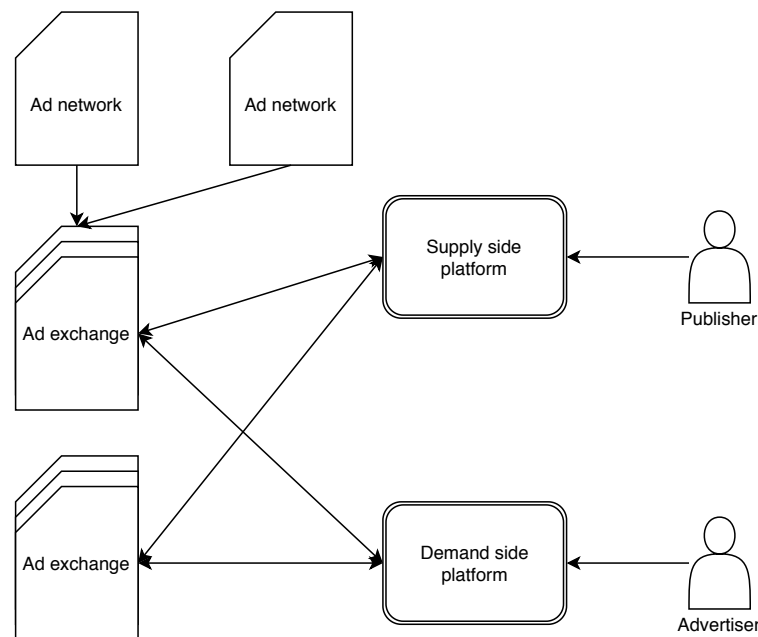 Ad network
Ad network
Supply side
platform
Publisher
Ad exchange
Ad exchange
Demand side
platform
Advertiser